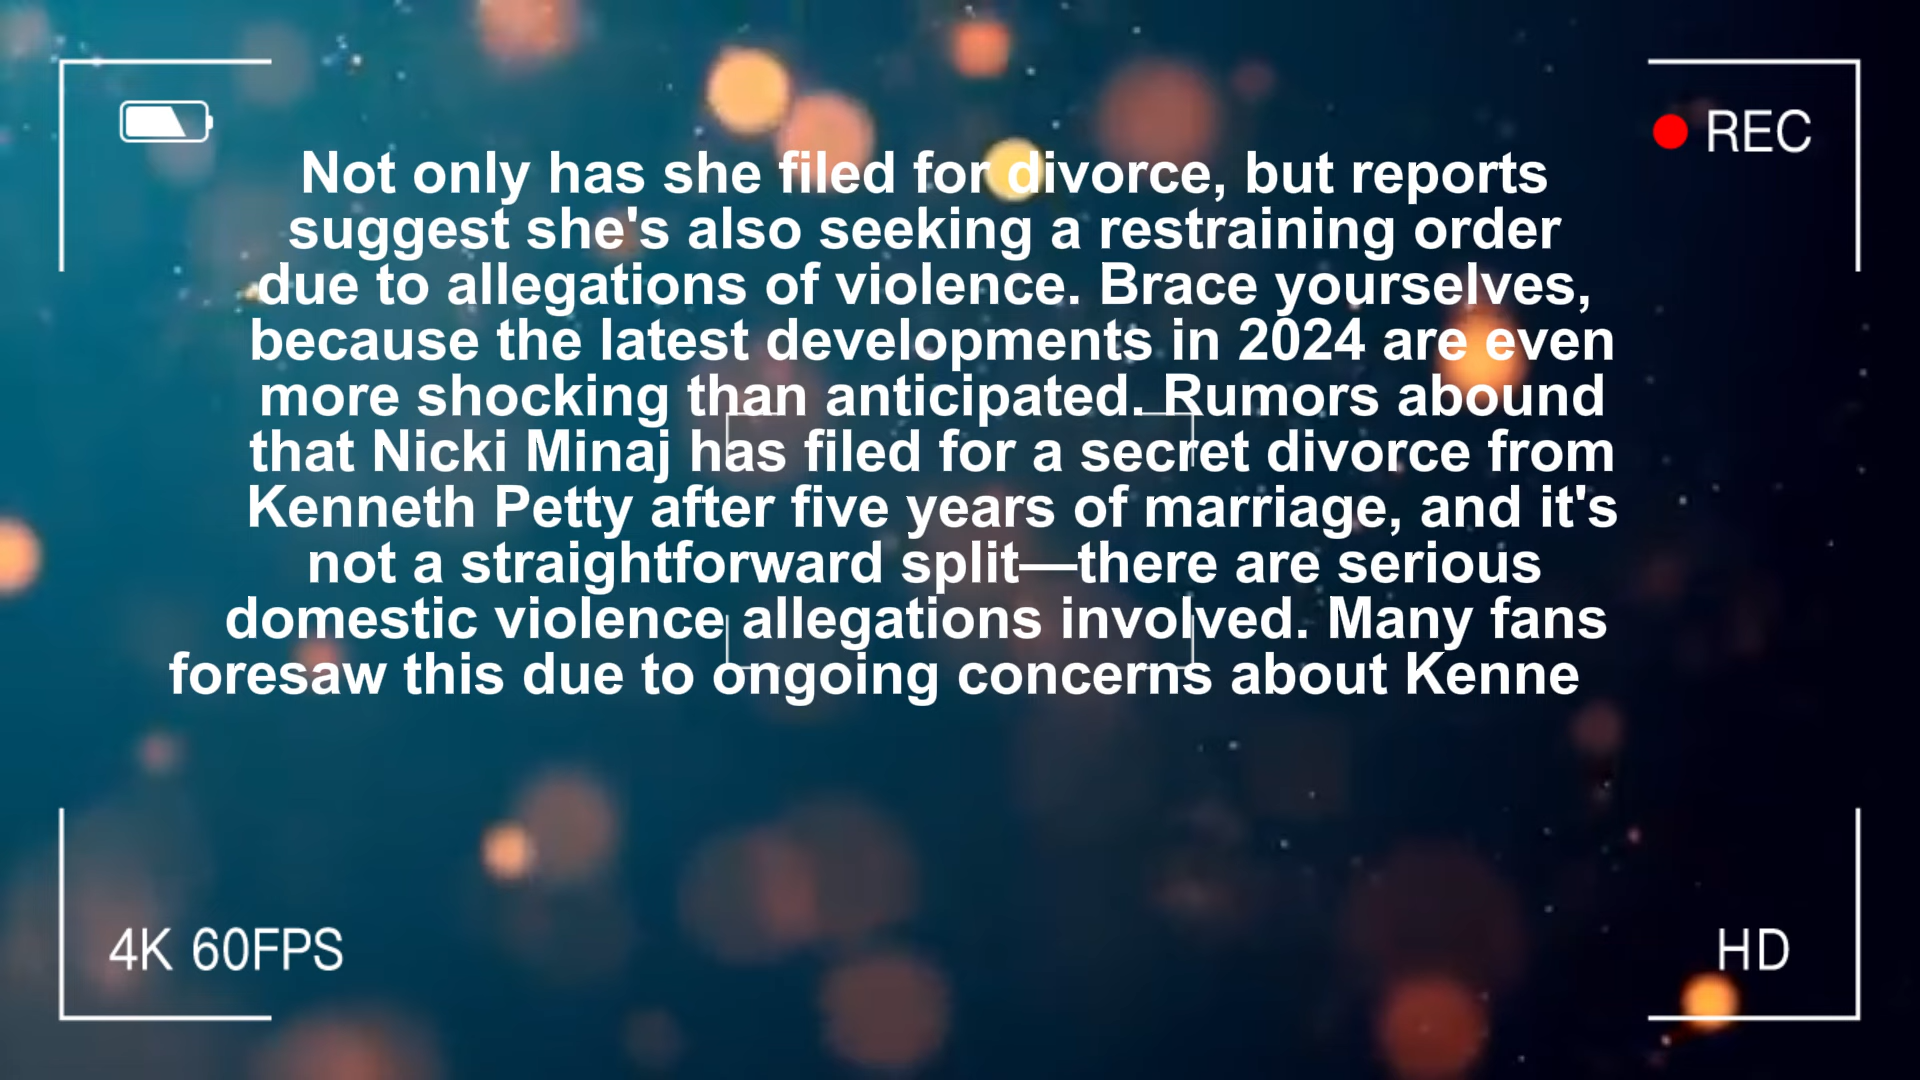 REC
Not only has she filed for divorce, but reports
suggest she's also seeking a restraining order
due to allegations of violence. Brace yourselves,
because the latest developments in 2024 are even
more shocking than anticipated. Rumors abound
that Nicki Minaj has filed for a secret divorce from
Kenneth Petty after five years of marriage, and it's
not a straightforward split—there are serious
domestic violence allegations involved. Many fans
foresaw this due to ongoing concerns about Kenne
4K 60FPS
HD